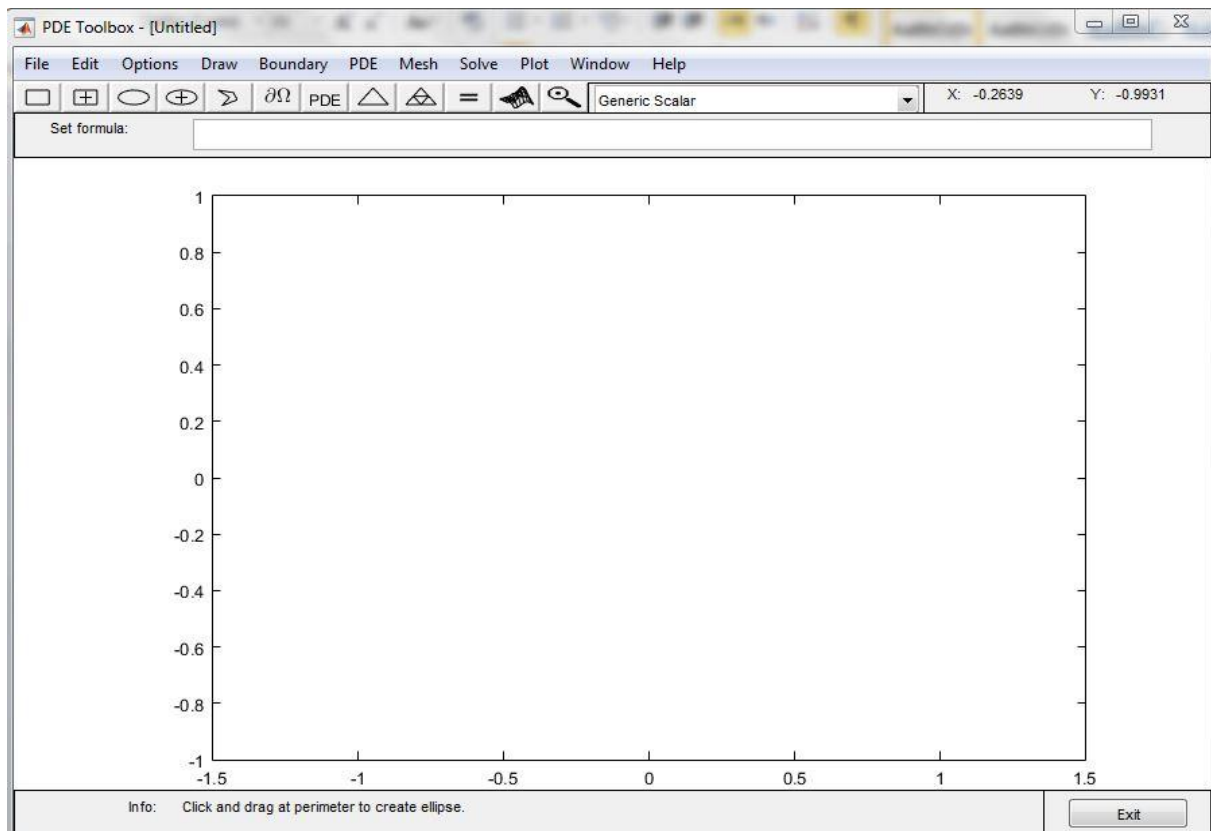 PDE Toolbox - [Untitled]
File Edit Options Draw Boundary PDE Mesh Solve Plot Window Help
∂Ω PDE = Generic Scalar X: -0.2639 Y: -0.9931
Set formula:
1
0.8
0.6
0.4
0.2
0
-0.2
-0.4
-0.6
-0.8
-1
-1.5 -1 -0.5 0 0.5 1 1.5
Info: Click and drag at perimeter to create ellipse. Exit